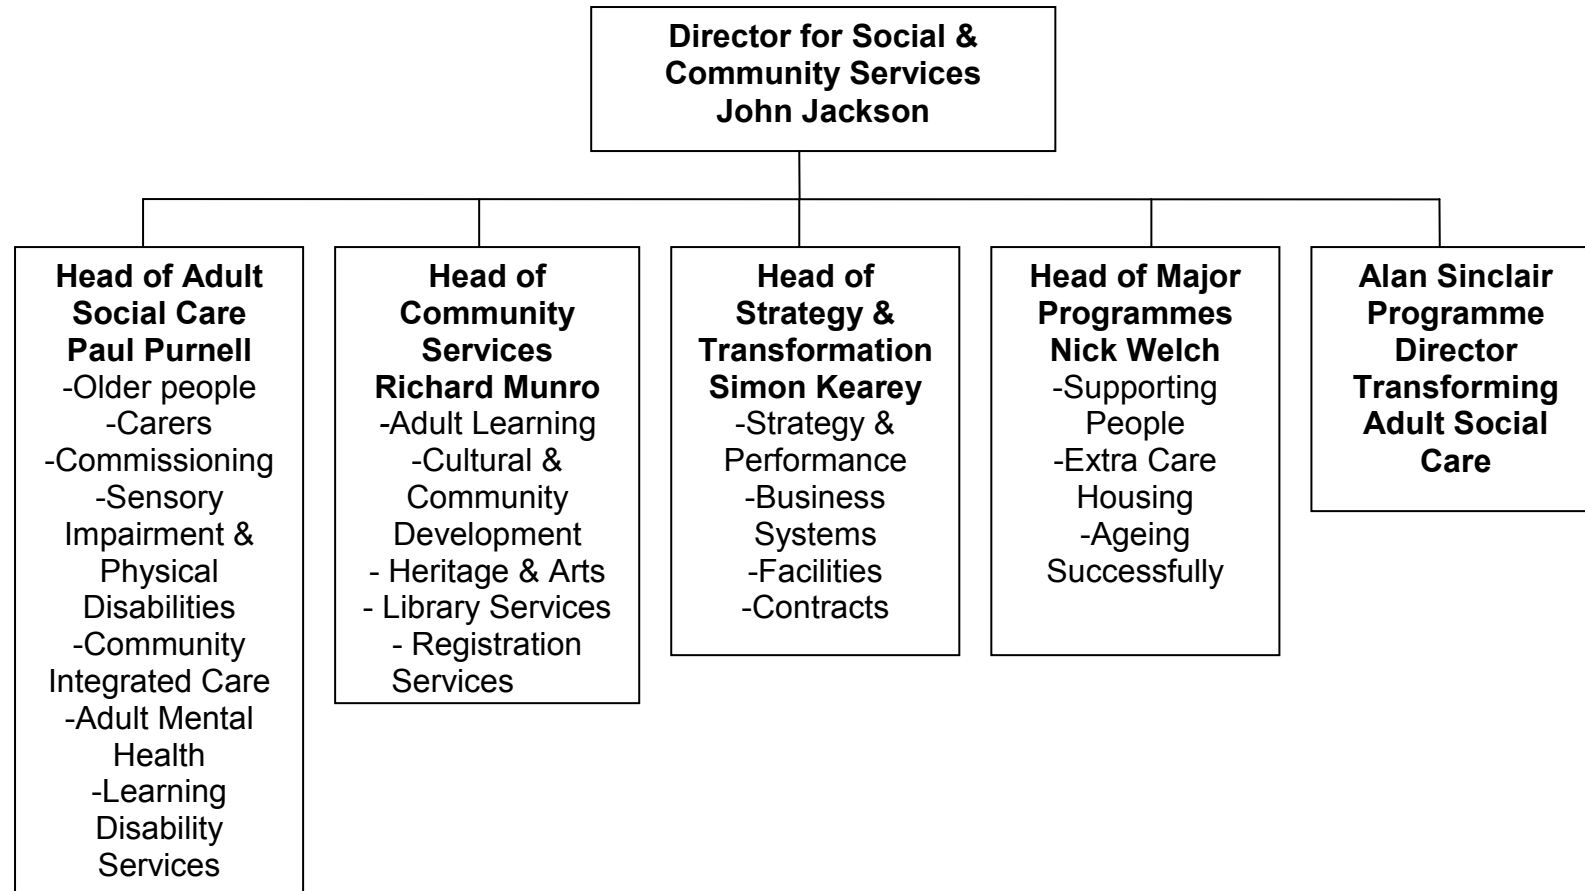 Director for Social &
Community Services
John Jackson
Head of Adult
Social Care
Paul Purnell
-Older people
-Carers
-Commissioning
-Sensory
Impairment &
Physical
Disabilities
-Community
Integrated Care
-Adult Mental
Health
-Learning
Disability
Services
Head of
Community
Services
Richard Munro
-Adult Learning
-Cultural &
Community
Development
- Heritage & Arts
- Library Services
- Registration
Services
Head of
Strategy &
Transformation
Simon Kearey
-Strategy &
Performance
-Business
Systems
-Facilities
-Contracts
Head of Major
Programmes
Nick Welch
-Supporting
People
-Extra Care
Housing
-Ageing
Successfully
Alan Sinclair
Programme
Director
Transforming
Adult Social
Care